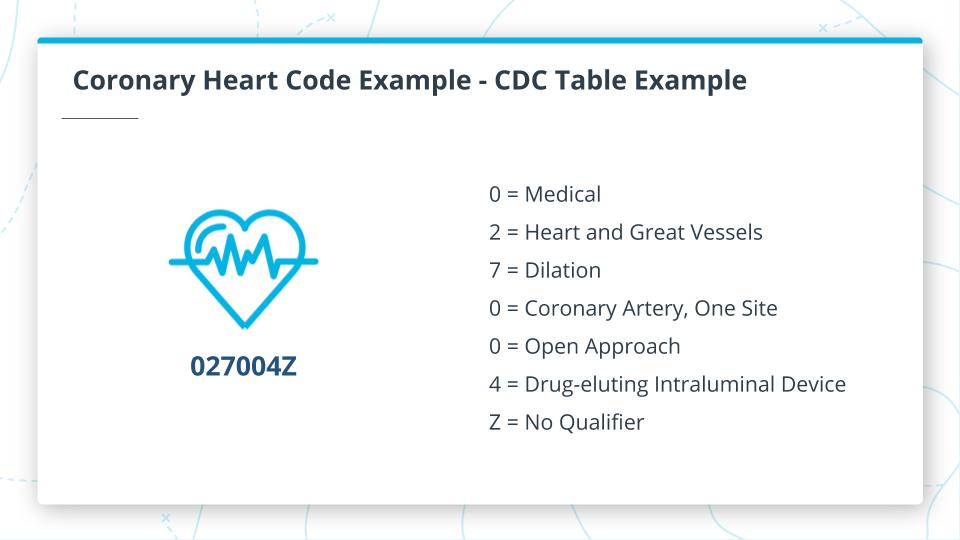 Coronary Heart Code Example - CDC Table Example
027004Z
0 = Medical
2 = Heart and Great Vessels
7 = Dilation
0 = Coronary Artery, One Site
0 = Open Approach
4 = Drug-eluting Intraluminal Device
Z = No Qualifier